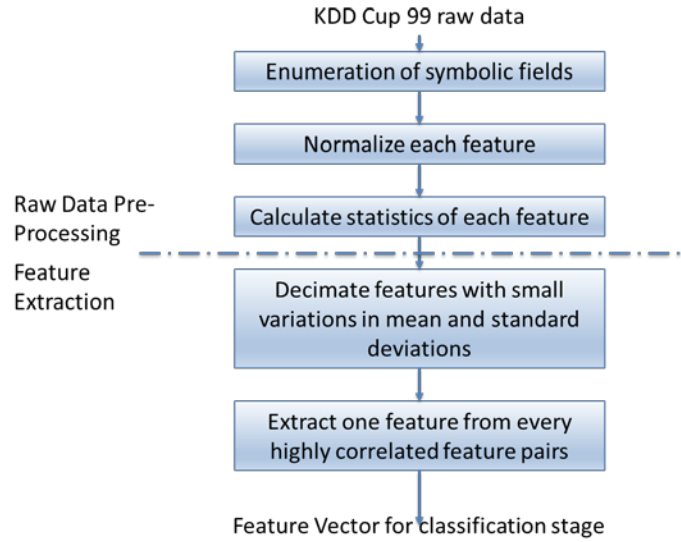 KDD Cup 99 raw data
Enumeration of symbolic fields
Normalize each feature
Raw Data Pre-
Processing
Calculate statistics of each feature
Feature
Extraction
Decimate features with small
variations in mean and standard
deviations
Extract one feature from every
highly correlated feature pairs
Feature Vector for classification stage